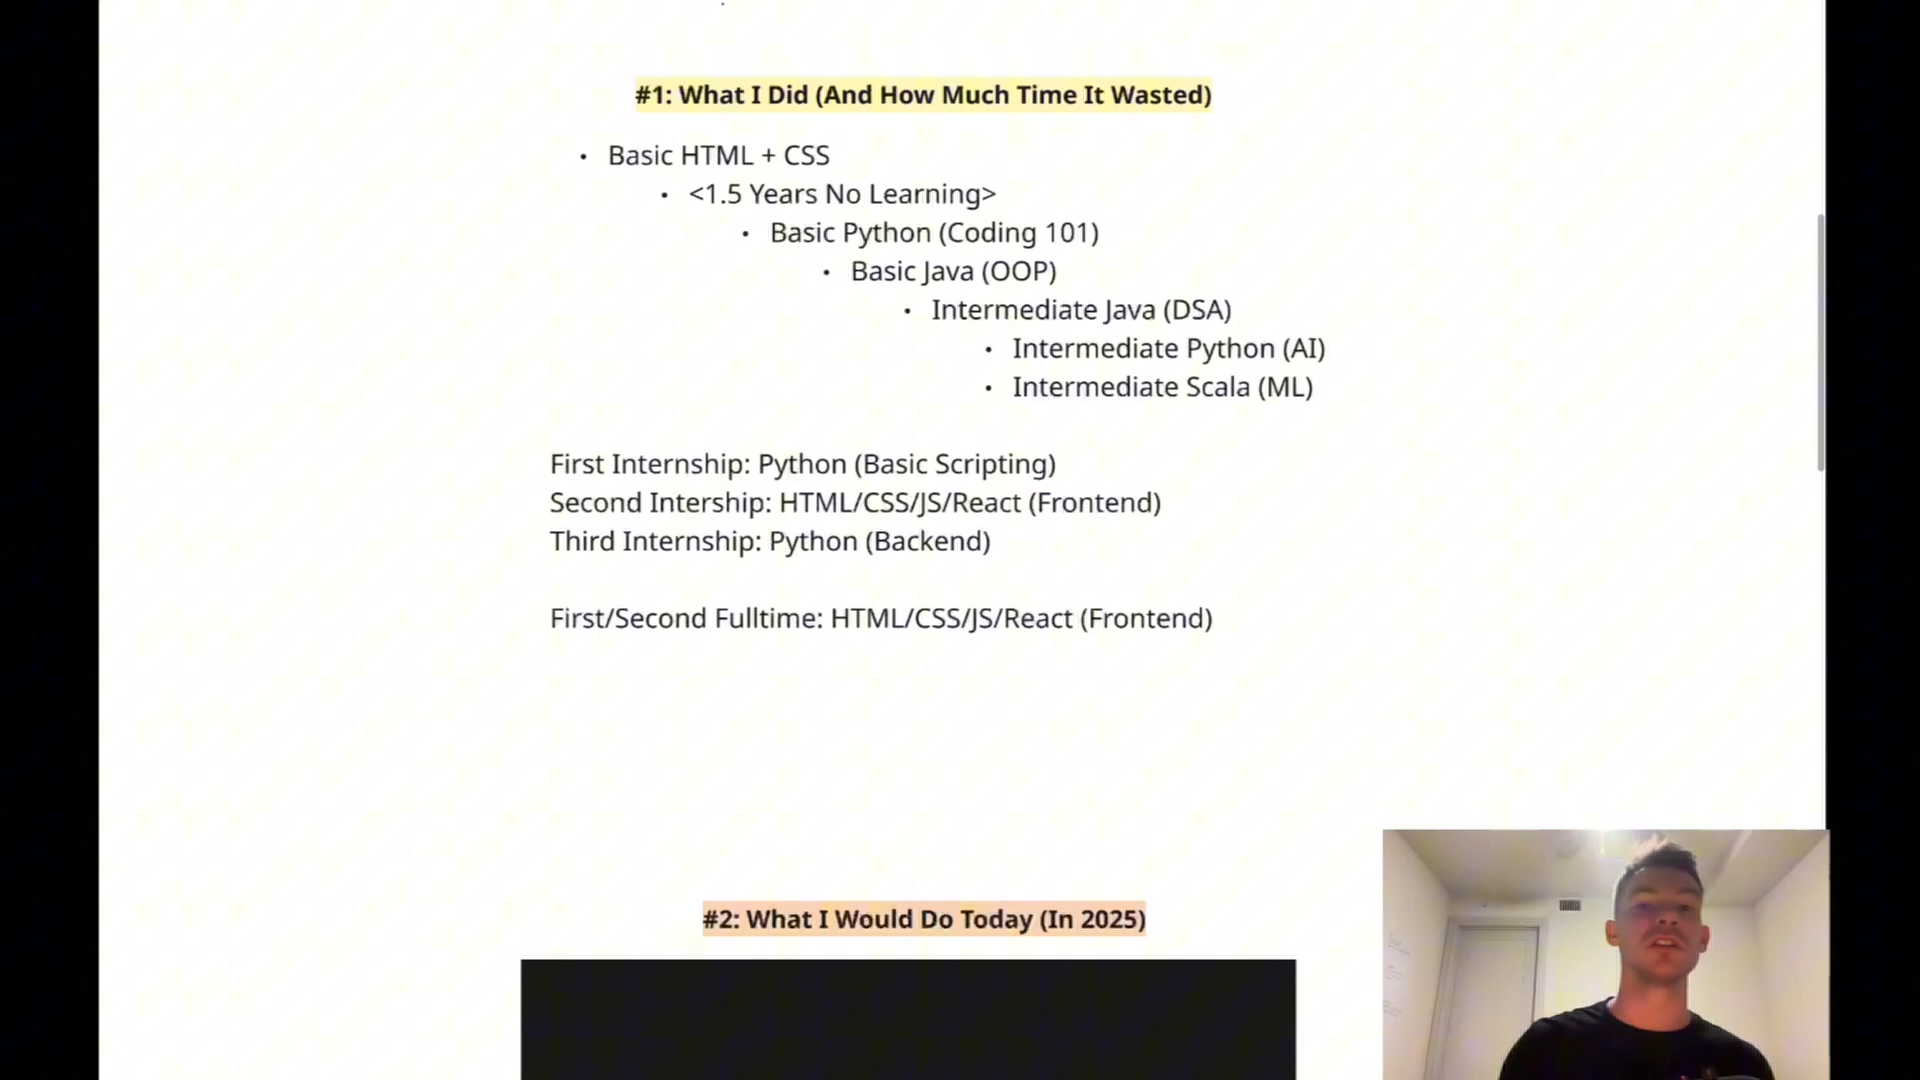 #1: What I Did (And How Much Time It Wasted)
• Basic HTML + CSS
• <1.5 Years No Learning>
• Basic Python (Coding 101)
• Basic Java (OOP)
• Intermediate Java (DSA)
• Intermediate Python (AI)
• Intermediate Scala (ML)
First Internship: Python (Basic Scripting)
Second Intership: HTML/CSS/JS/React (Frontend)
Third Internship: Python (Backend)
First/Second Fulltime: HTML/CSS/JS/React (Frontend)
#2: What I Would Do Today (In 2025)